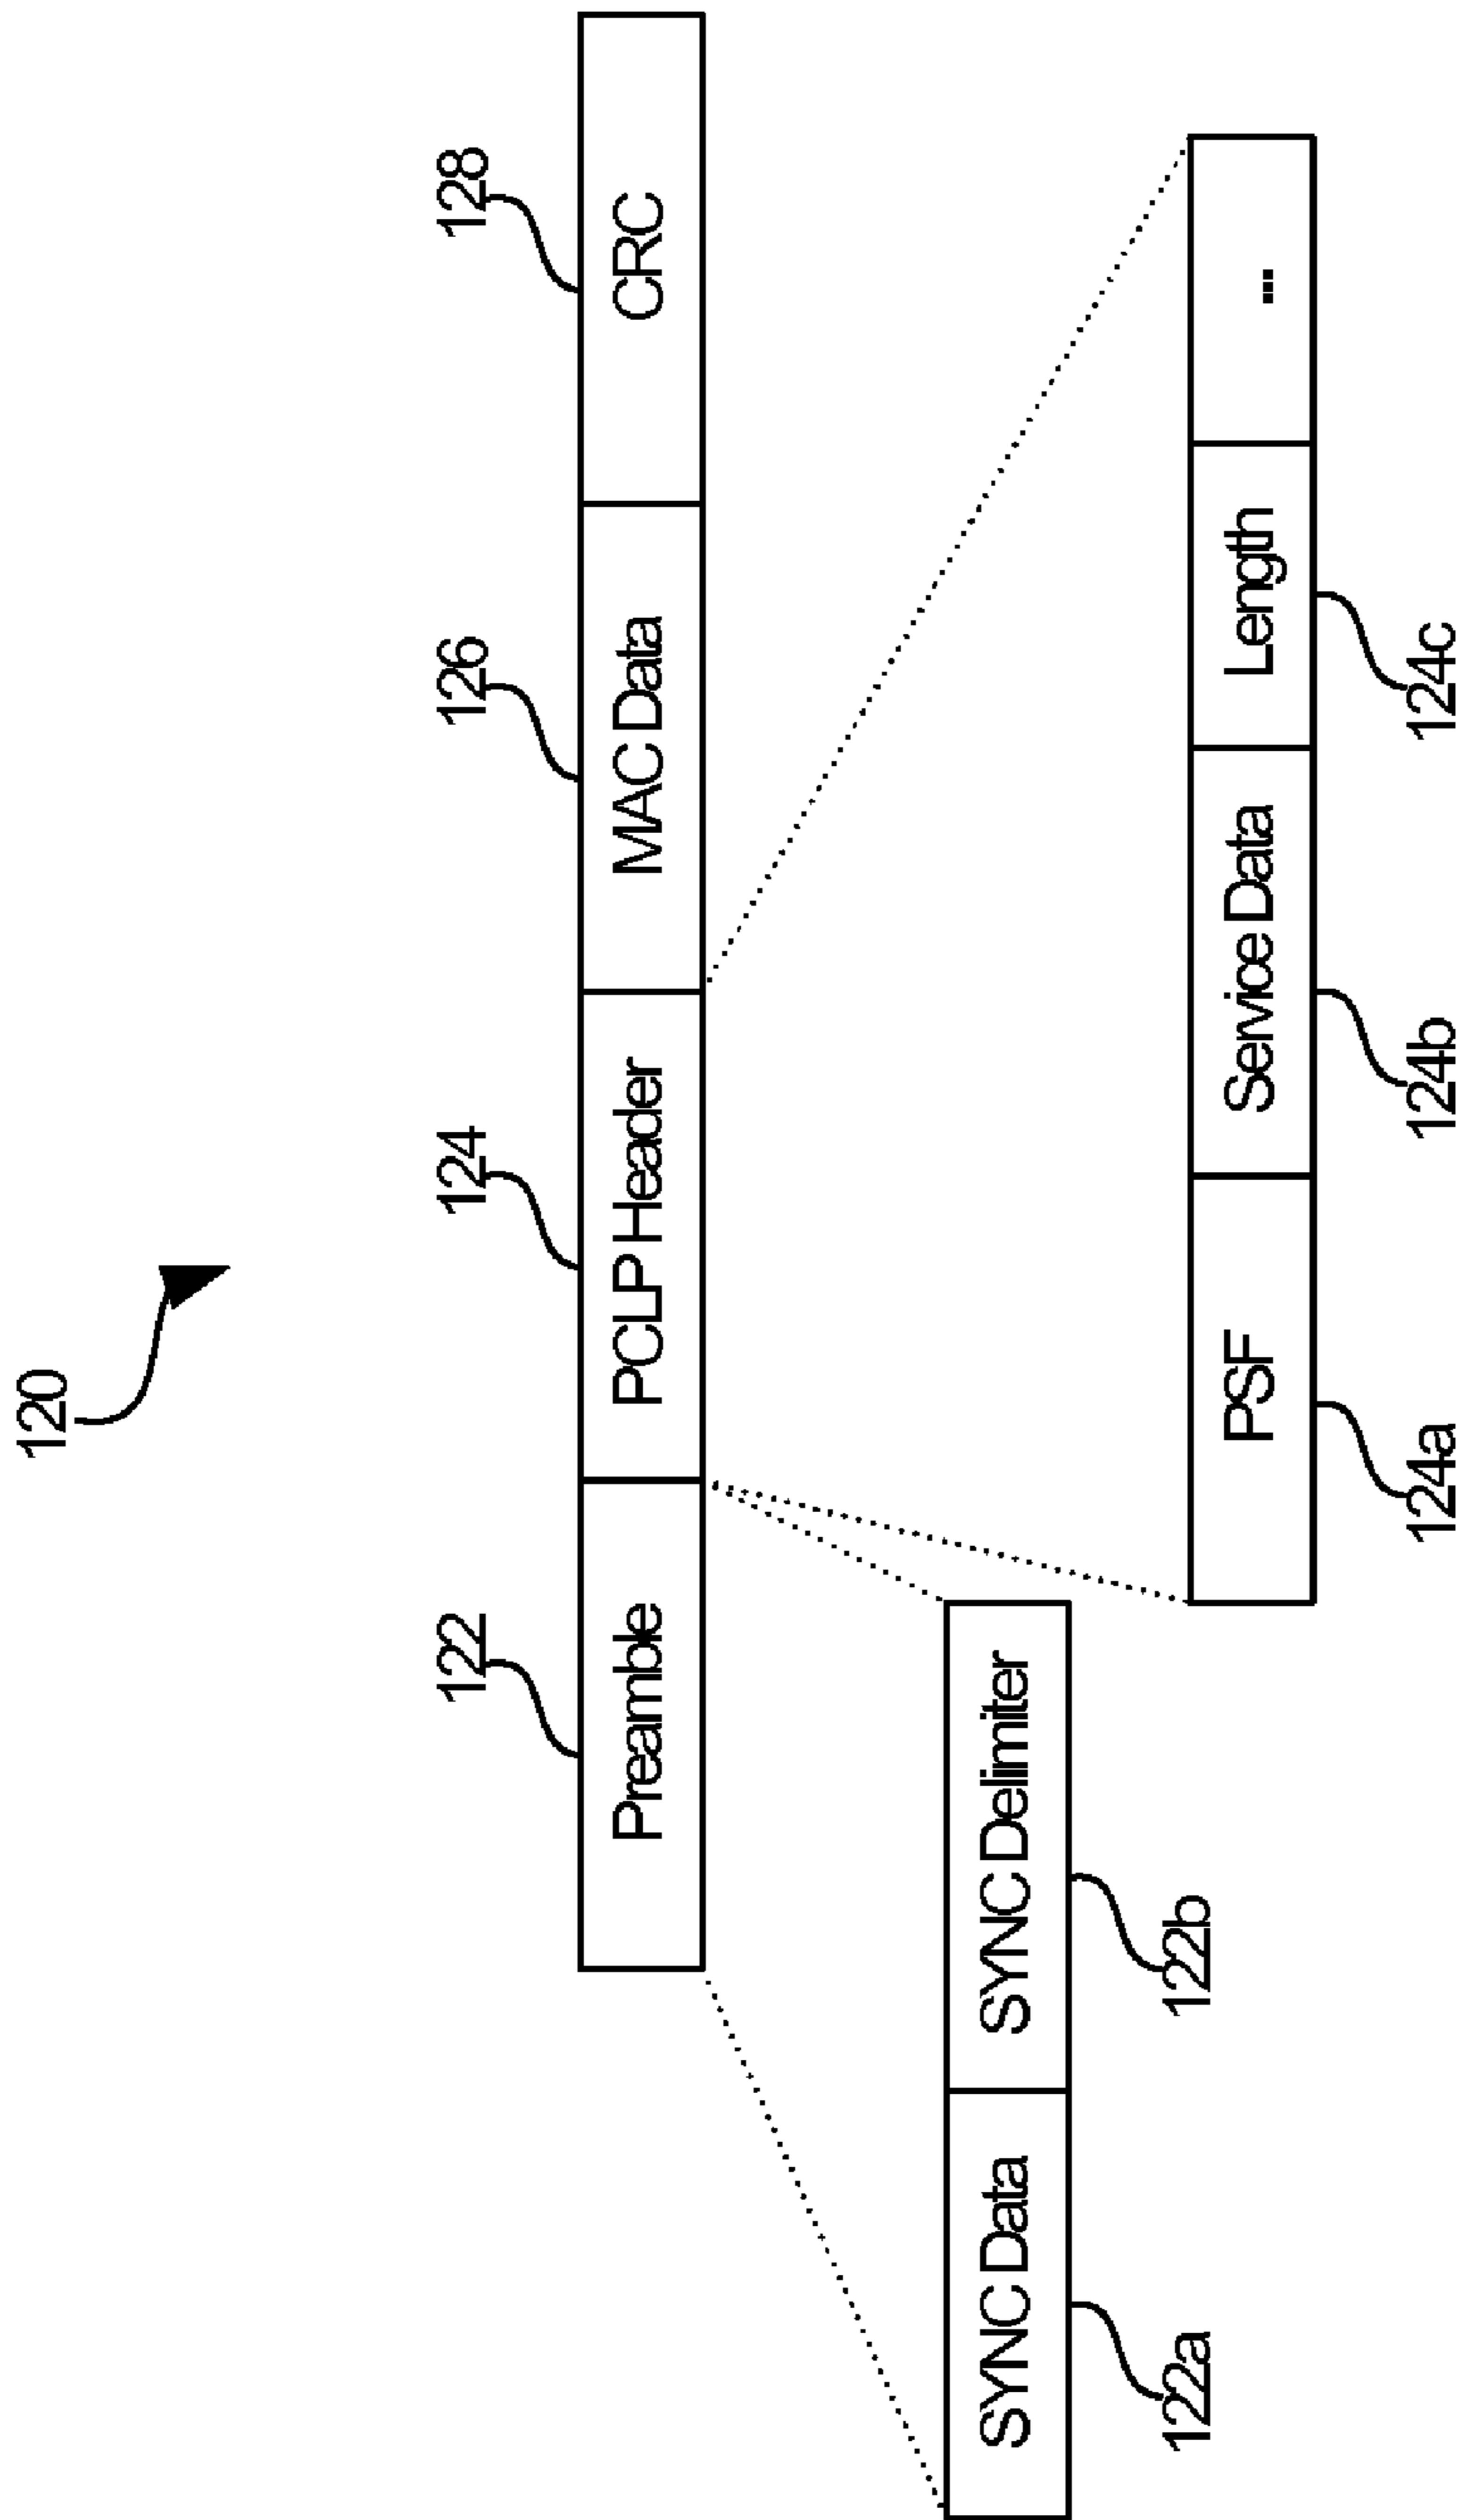 120
122 124 126 128
Preamble PCLP Header MAC Data CRC
SYNC Data SYNC Delimiter
122a 122b
PSF Service Data Length ...
124a 124b 124c